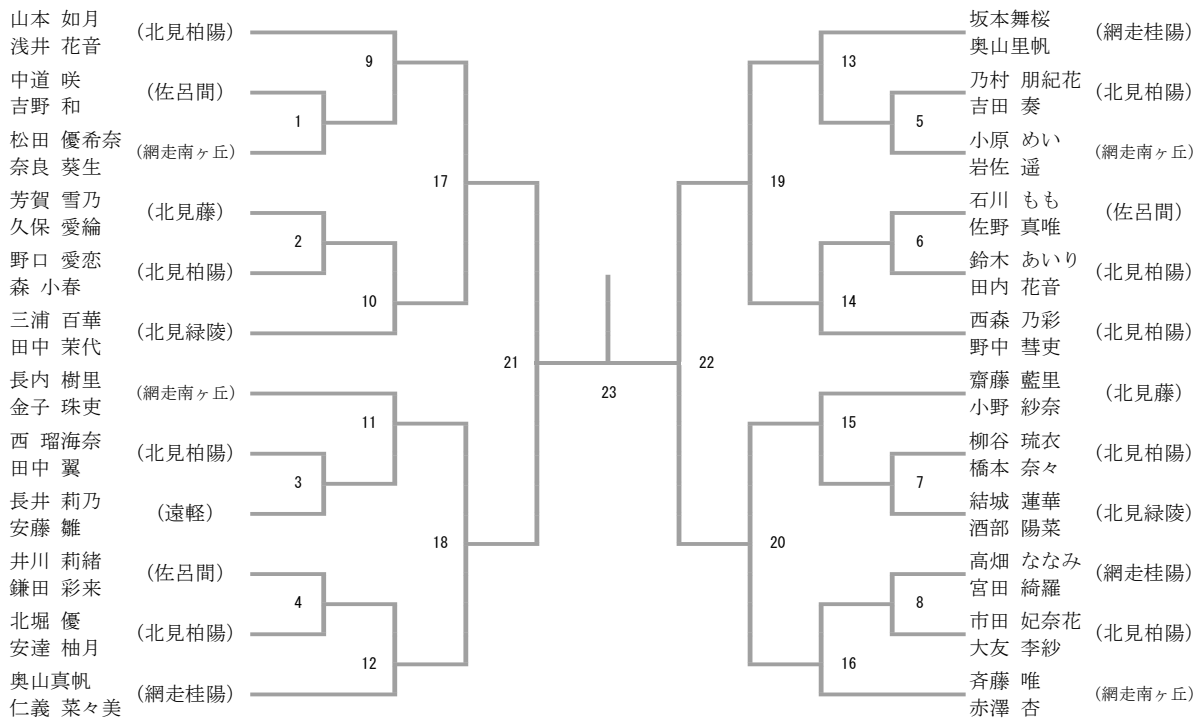 山本 如月
浅井 花音
(北見柏陽)
中道 咲
吉野 和
(佐呂間)
松田 優希奈
奈良 葵生
(網走南ヶ丘)
芳賀 雪乃
久保 愛綸
(北見藤)
野口 愛恋
森 小春
(北見柏陽)
三浦 百華
田中 茉代
(北見緑陵)
長内 樹里
金子 珠吏
(網走南ヶ丘)
西 瑠海奈
田中 翼
(北見柏陽)
長井 莉乃
安藤 雛
(遠軽)
井川 莉緒
鎌田 彩来
(佐呂間)
北堀 優
安達 柚月
(北見柏陽)
奥山真帆
仁義 菜々美
(網走桂陽)
1
2
3
4
9
10
11
12
17
18
21
23
22
19
20
13
14
15
16
5
6
7
8
坂本舞桜
奥山里帆
(網走桂陽)
乃村 朋紀花
吉田 奏
(北見柏陽)
小原 めい
岩佐 遥
(網走南ヶ丘)
石川 もも
佐野 真唯
(佐呂間)
鈴木 あいり
田内 花音
(北見柏陽)
西森 乃彩
野中 彗吏
(北見柏陽)
齋藤 藍里
小野 紗奈
(北見藤)
柳谷 琉衣
橋本 奈々
(北見柏陽)
結城 蓮華
酒部 陽菜
(北見緑陵)
高畑 ななみ
宮田 綺羅
(網走桂陽)
市田 妃奈花
大友 李紗
(北見柏陽)
斉藤 唯
赤澤 杏
(網走南ヶ丘)